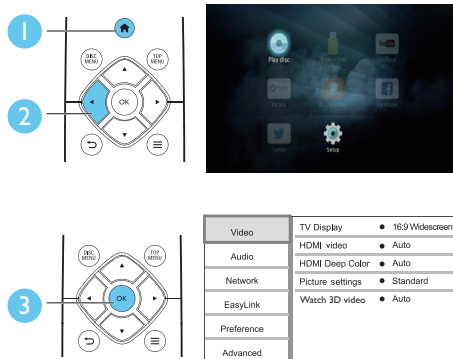 1
DISC MENU
TOP MENU
OK
2
Play disc
YouTube
Picasa
Facebook
Twitter
Setup
DISC MENU
TOP MENU
OK
3
Video
Audio
Network
EasyLink
Preference
Advanced
TV Display ● 16:9 Widescreen
HDMI video ● Auto
HDMI Deep Color ● Auto
Picture settings ● Standard
Watch 3D video ● Auto